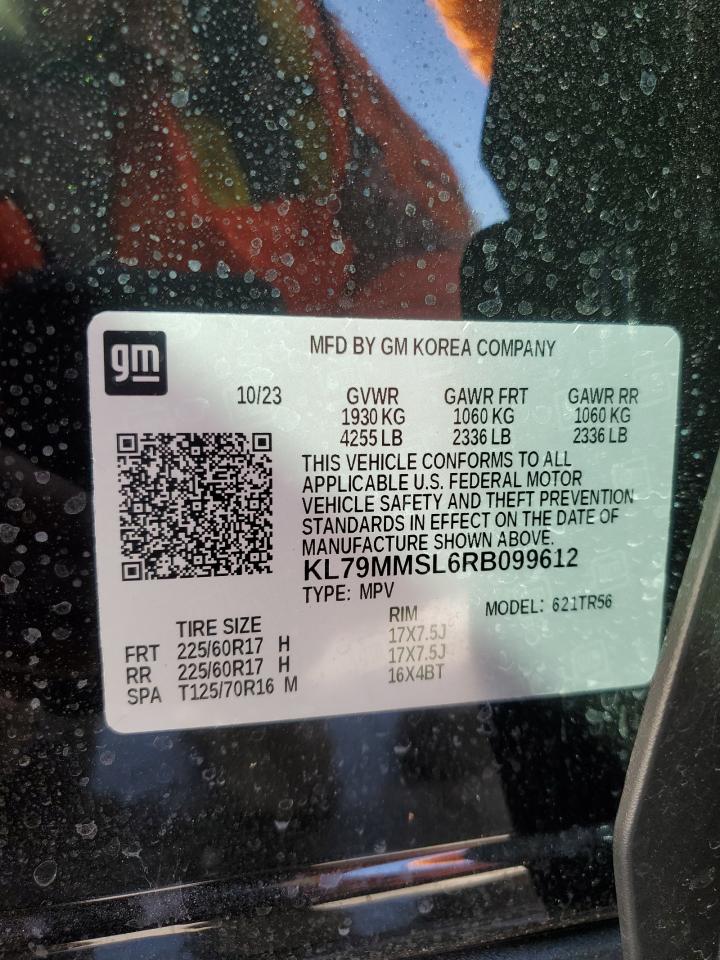 gm
MFD BY GM KOREA COMPANY
10/23 GVWR GAWR FRT GAWR RR
1930 KG 1060 KG 1060 KG
4255 LB 2336 LB 2336 LB
THIS VEHICLE CONFORMS TO ALL
APPLICABLE U.S. FEDERAL MOTOR
VEHICLE SAFETY AND THEFT PREVENTION
STANDARDS IN EFFECT ON THE DATE OF
MANUFACTURE SHOWN ABOVE.
KL79MMSL6RB099612
TYPE: MPV MODEL: 621TR56
TIRE SIZE RIM
FRT 225/60R17 H 17X7.5J
RR 225/60R17 H 17X7.5J
SPA T125/70R16 M 16X4BT